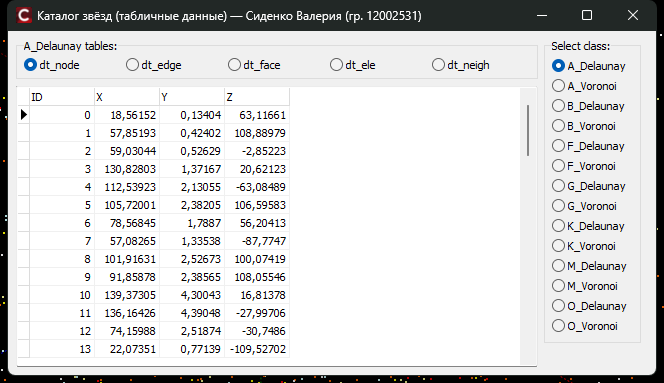 Каталог звёзд (табличные данные) — Сиденко Валерия (гр. 12002531)
A_Delaunay tables:
dt_node dt_edge dt_face dt_ele dt_neigh
ID X Y Z
0 18,56152 0,13404 63,11661
1 57,85193 0,42402 108,88979
2 59,03044 0,52629 -2,85223
3 130,82803 1,37167 20,62123
4 112,53923 2,13055 -63,08489
5 105,72001 2,38205 106,59583
6 78,56845 1,7887 56,20413
7 57,08265 1,33538 -87,7747
8 101,91631 2,52673 100,07419
9 91,85878 2,38565 108,05546
10 139,37305 4,30043 16,81378
11 136,16426 4,39048 -27,99706
12 74,15988 2,51874 -30,7486
13 22,07351 0,77139 -109,52702
Select class:
A_Delaunay
A_Voronoi
B_Delaunay
B_Voronoi
F_Delaunay
F_Voronoi
G_Delaunay
G_Voronoi
K_Delaunay
K_Voronoi
M_Delaunay
M_Voronoi
O_Delaunay
O_Voronoi